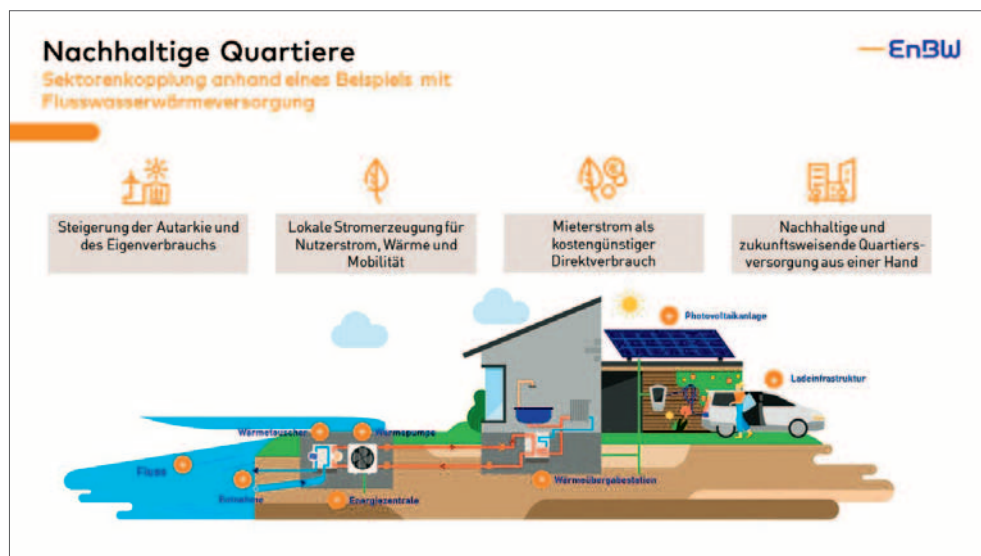 Nachhaltige Quartiere
EnBW
Sektorenkopplung anhand eines Beispiels mit
Flusswasserwärmeversorgung
Steigerung der Autarkie und
des Eigenverbrauchs
Lokale Stromerzeugung für
Nutzerstrom, Wärme und
Mobilität
Mieterstrom als
kostengünstiger
Direktverbrauch
Nachhaltige und
zukunftsweisende Quartiers-
versorgung aus einer Hand
Photovoltaikanlage
Ladeinfrastruktur
Wärmetauscher
Wärmepumpe
Fluss
Wärmeübergabestation
Energiezentrale